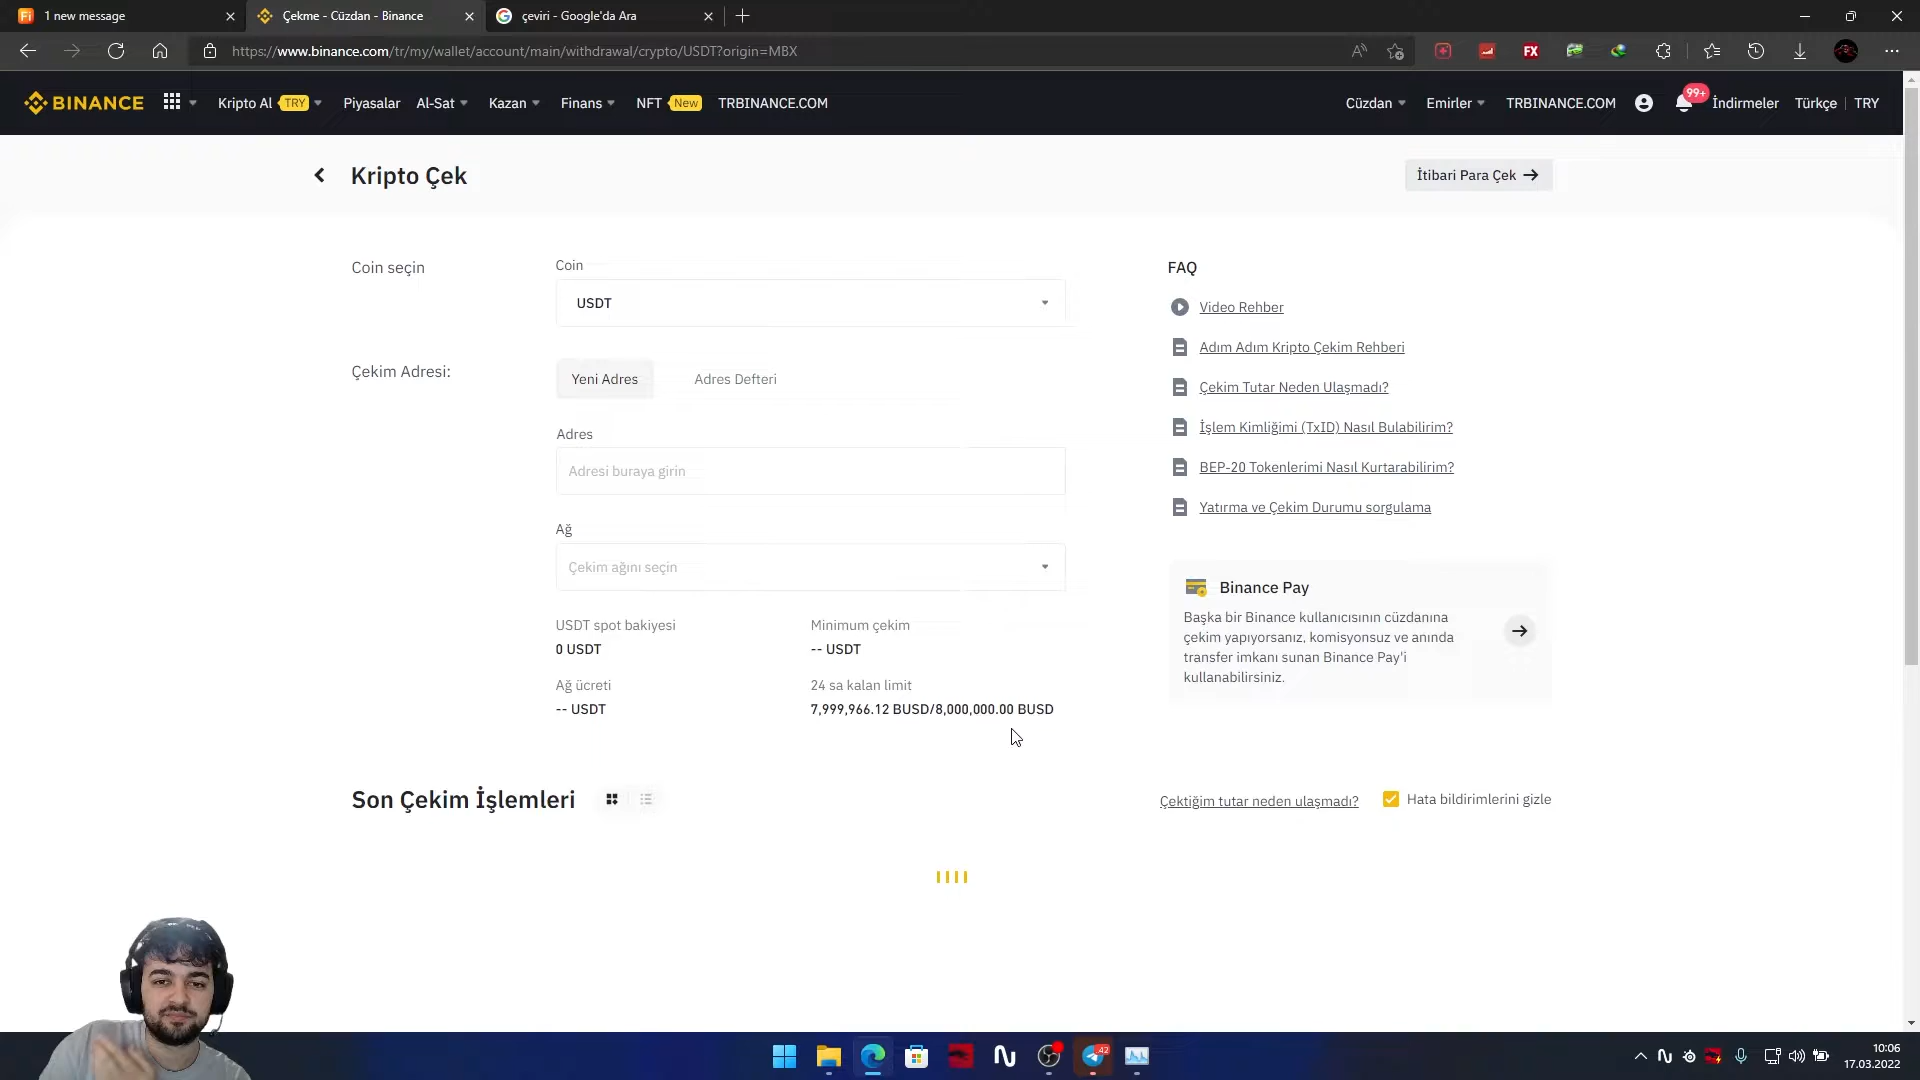 1 new message
Çekme - Cüzdan - Binance
çeviri - Google'da Ara
https://www.binance.com/tr/my/wallet/account/main/withdrawal/crypto/USDT?origin=MBX
FX
BINANCE
Kripto Al TRY
Piyasalar
Al-Sat
Kazan
Finans
NFT New
TRBINANCE.COM
Cüzdan
Emirler
TRBINANCE.COM
99+
İndirmeler
Türkçe
TRY
Kripto Çek
İtibari Para Çek
Coin seçin
Coin
USDT
Çekim Adresi:
Yeni Adres
Adres Defteri
Adres
Adresi buraya girin
Ağ
Çekim ağını seçin
USDT spot bakiyesi
0 USDT
Minimum çekim
-- USDT
Ağ ücreti
-- USDT
24 sa kalan limit
7,999,966.12 BUSD/8,000,000.00 BUSD
FAQ
Video Rehber
Adım Adım Kripto Çekim Rehberi
Çekim Tutar Neden Ulaşmadı?
İşlem Kimliğimi (TxID) Nasıl Bulabilirim?
BEP-20 Tokenlerimi Nasıl Kurtarabilirim?
Yatırma ve Çekim Durumu sorgulama
Binance Pay
Başka bir Binance kullanıcısının cüzdanına
çekim yapıyorsanız, komisyonsuz ve anında
transfer imkanı sunan Binance Pay'i
kullanabilirsiniz.
Son Çekim İşlemleri
Çektiğim tutar neden ulaşmadı?
Hata bildirimlerini gizle
42
10:06
17.03.2022